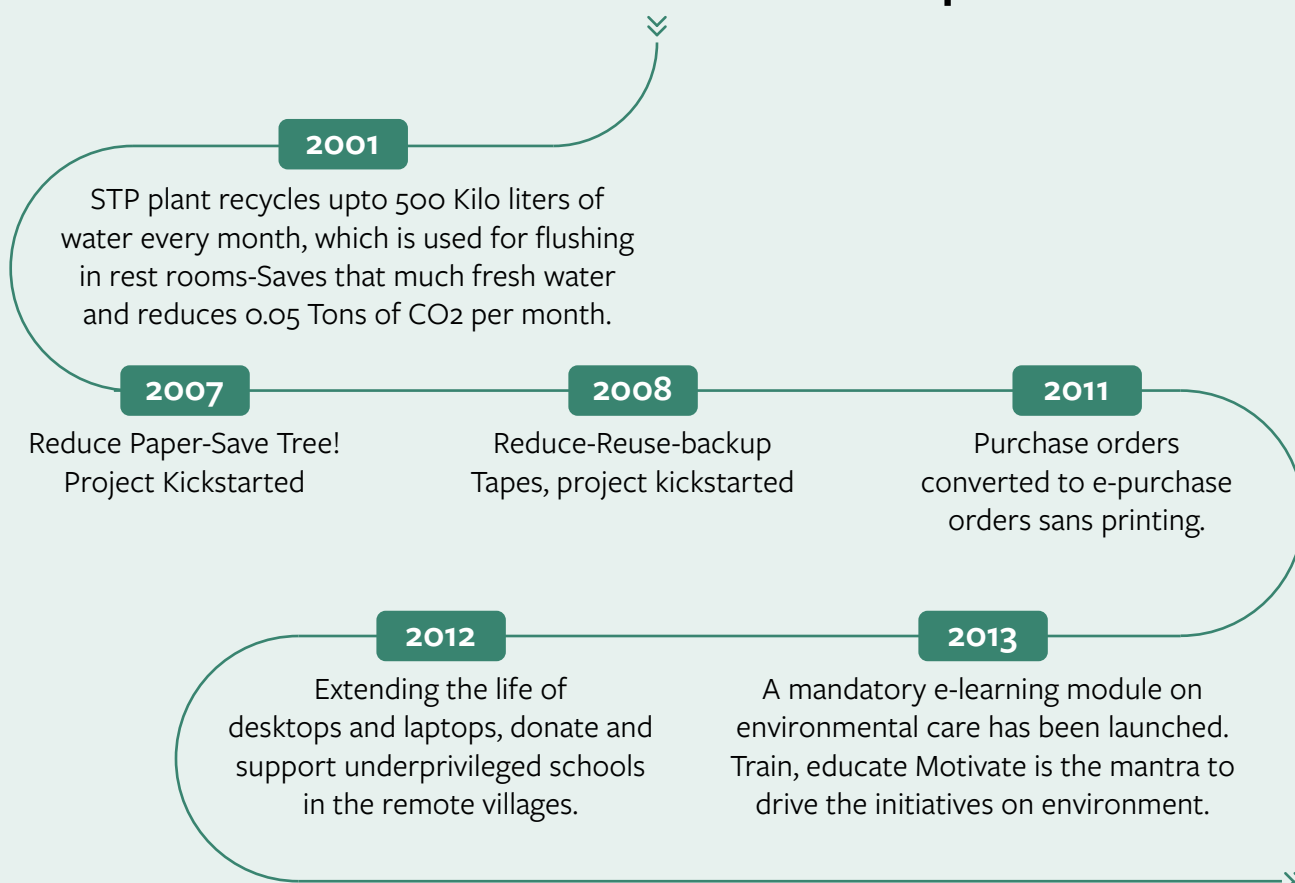 2001
STP plant recycles upto 500 Kilo liters of
water every month, which is used for flushing
in rest rooms-Saves that much fresh water
and reduces 0.05 Tons of CO2 per month.
2007
Reduce Paper-Save Tree!
Project Kickstarted
2008
Reduce-Reuse-backup
Tapes, project kickstarted
2011
Purchase orders
converted to e-purchase
orders sans printing.
2012
Extending the life of
desktops and laptops, donate and
support underprivileged schools
in the remote villages.
2013
A mandatory e-learning module on
environmental care has been launched.
Train, educate Motivate is the mantra to
drive the initiatives on environment.